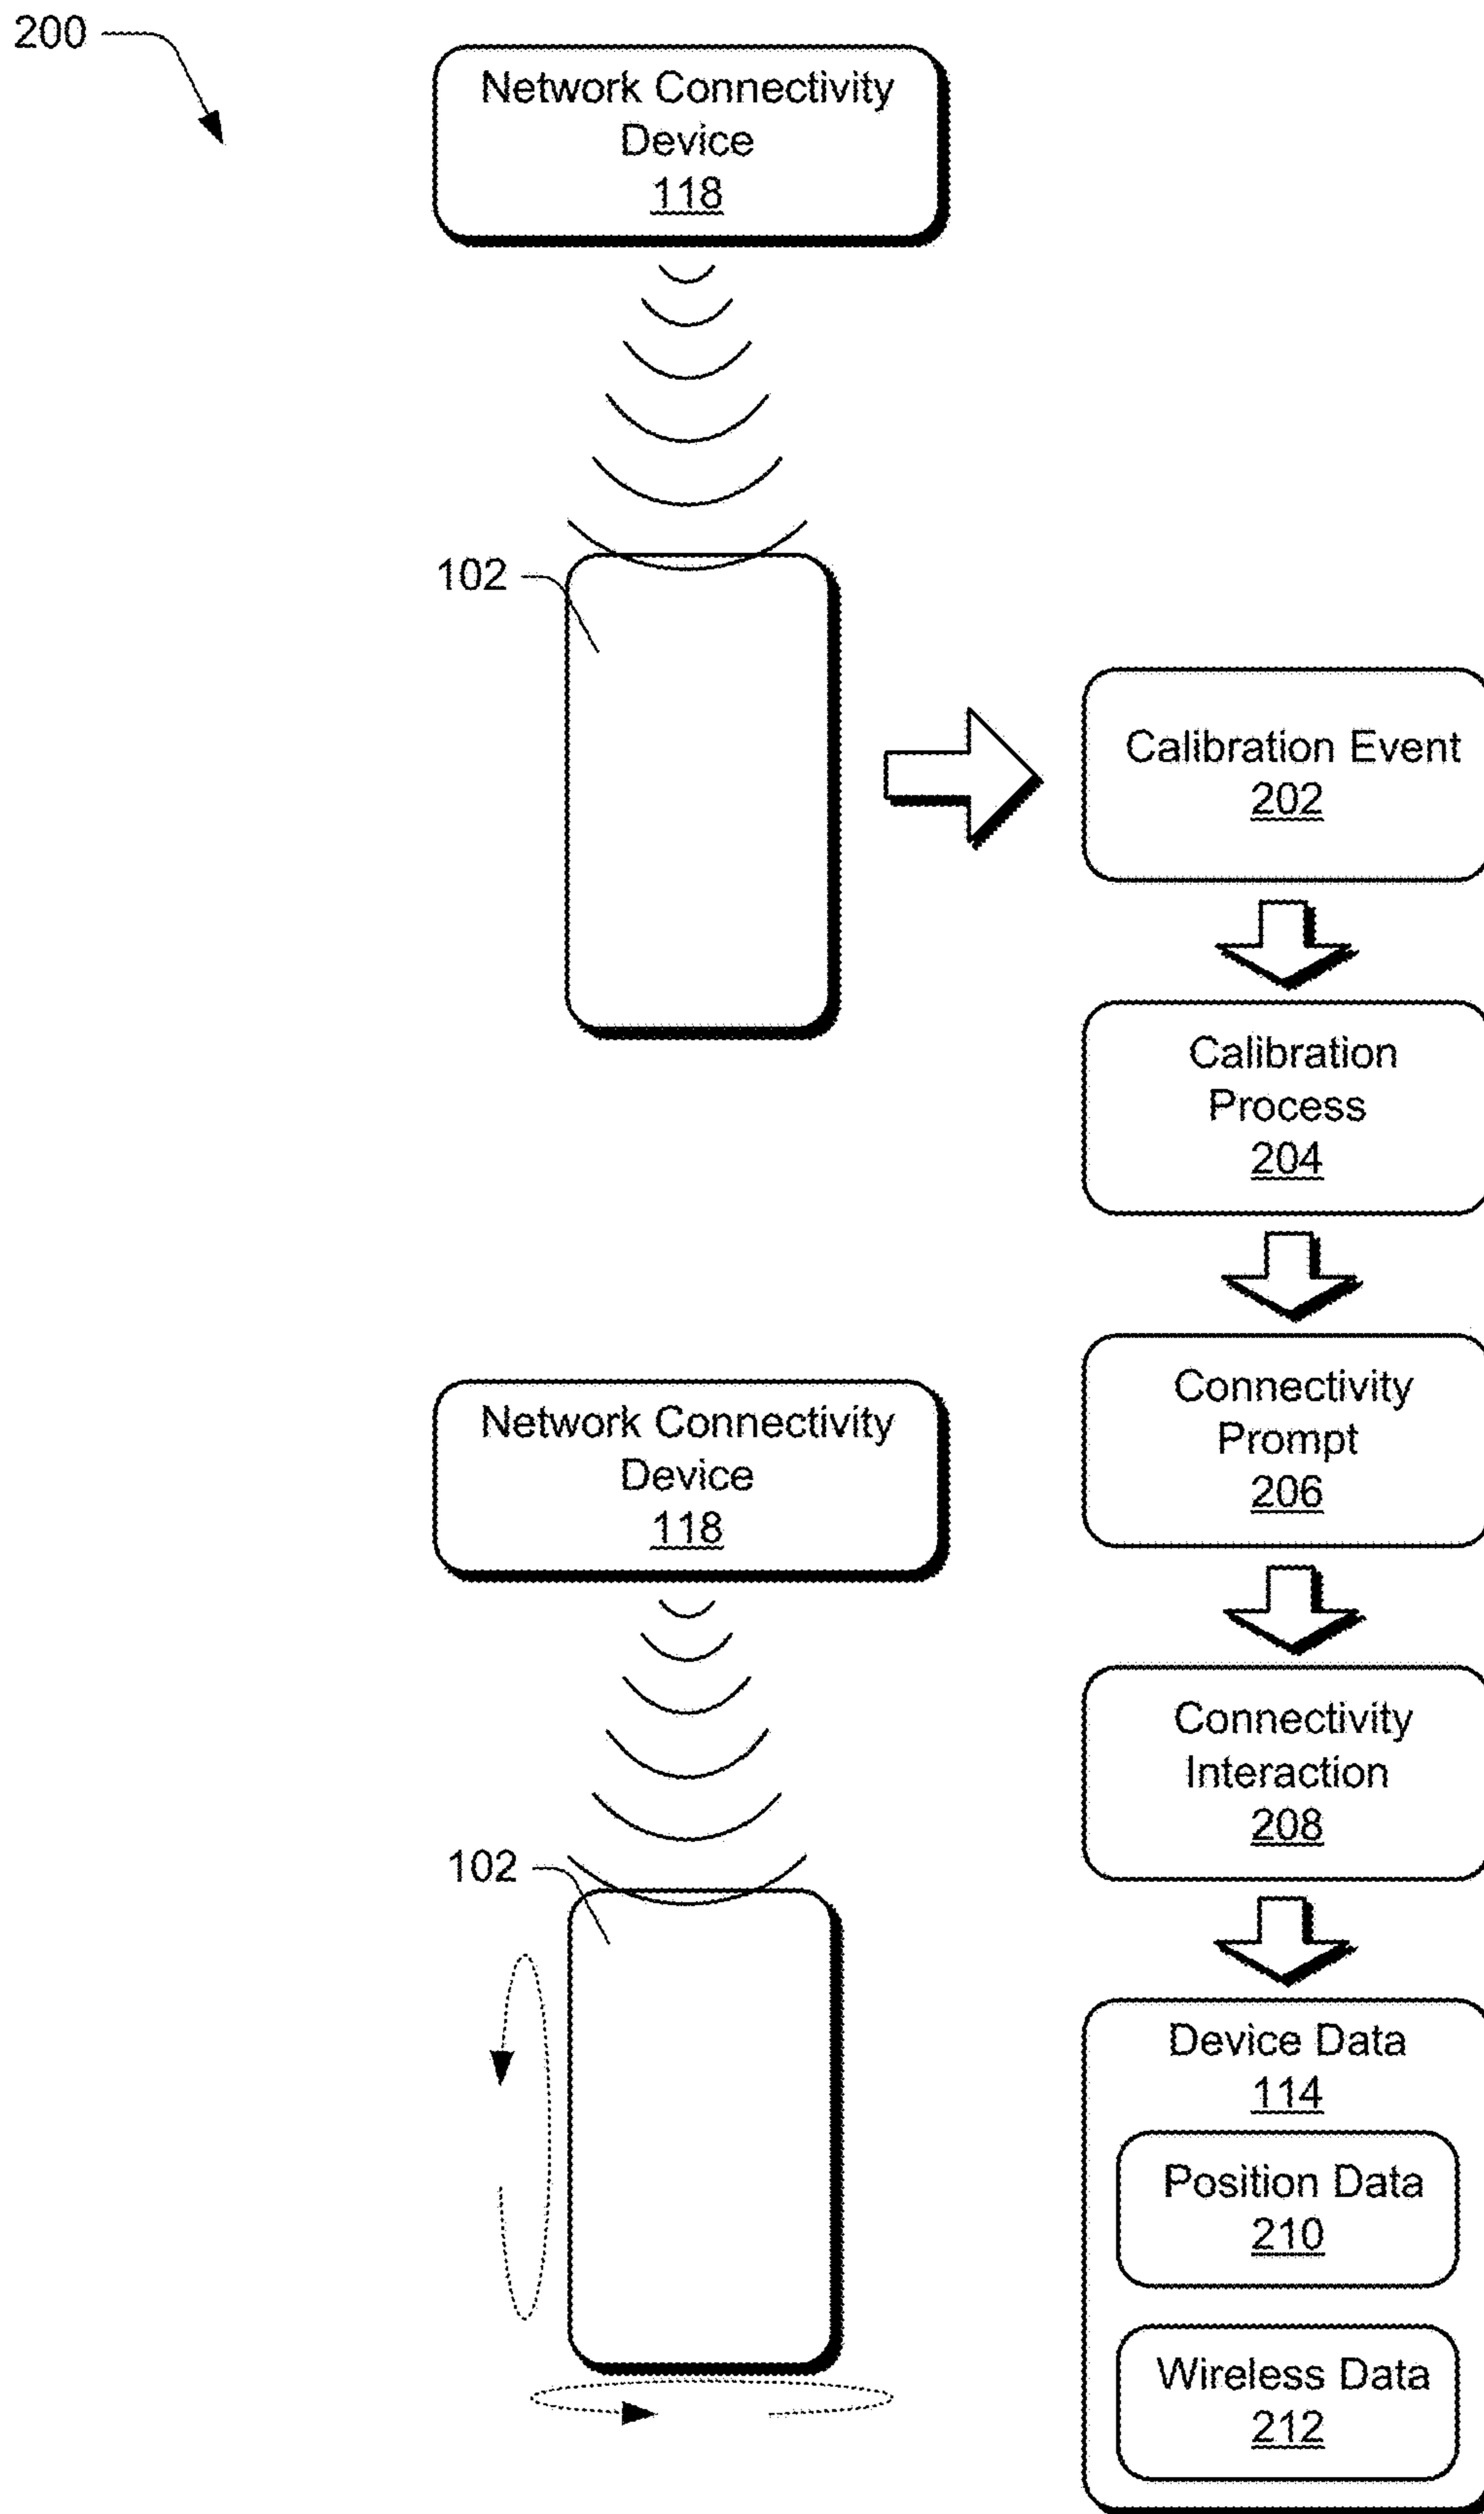 200
Network Connectivity
Device
118
102
Calibration Event
202
Calibration
Process
204
Connectivity
Prompt
206
Network Connectivity
Device
118
Connectivity
Interaction
208
102
Device Data
114
Position Data
210
Wireless Data
212